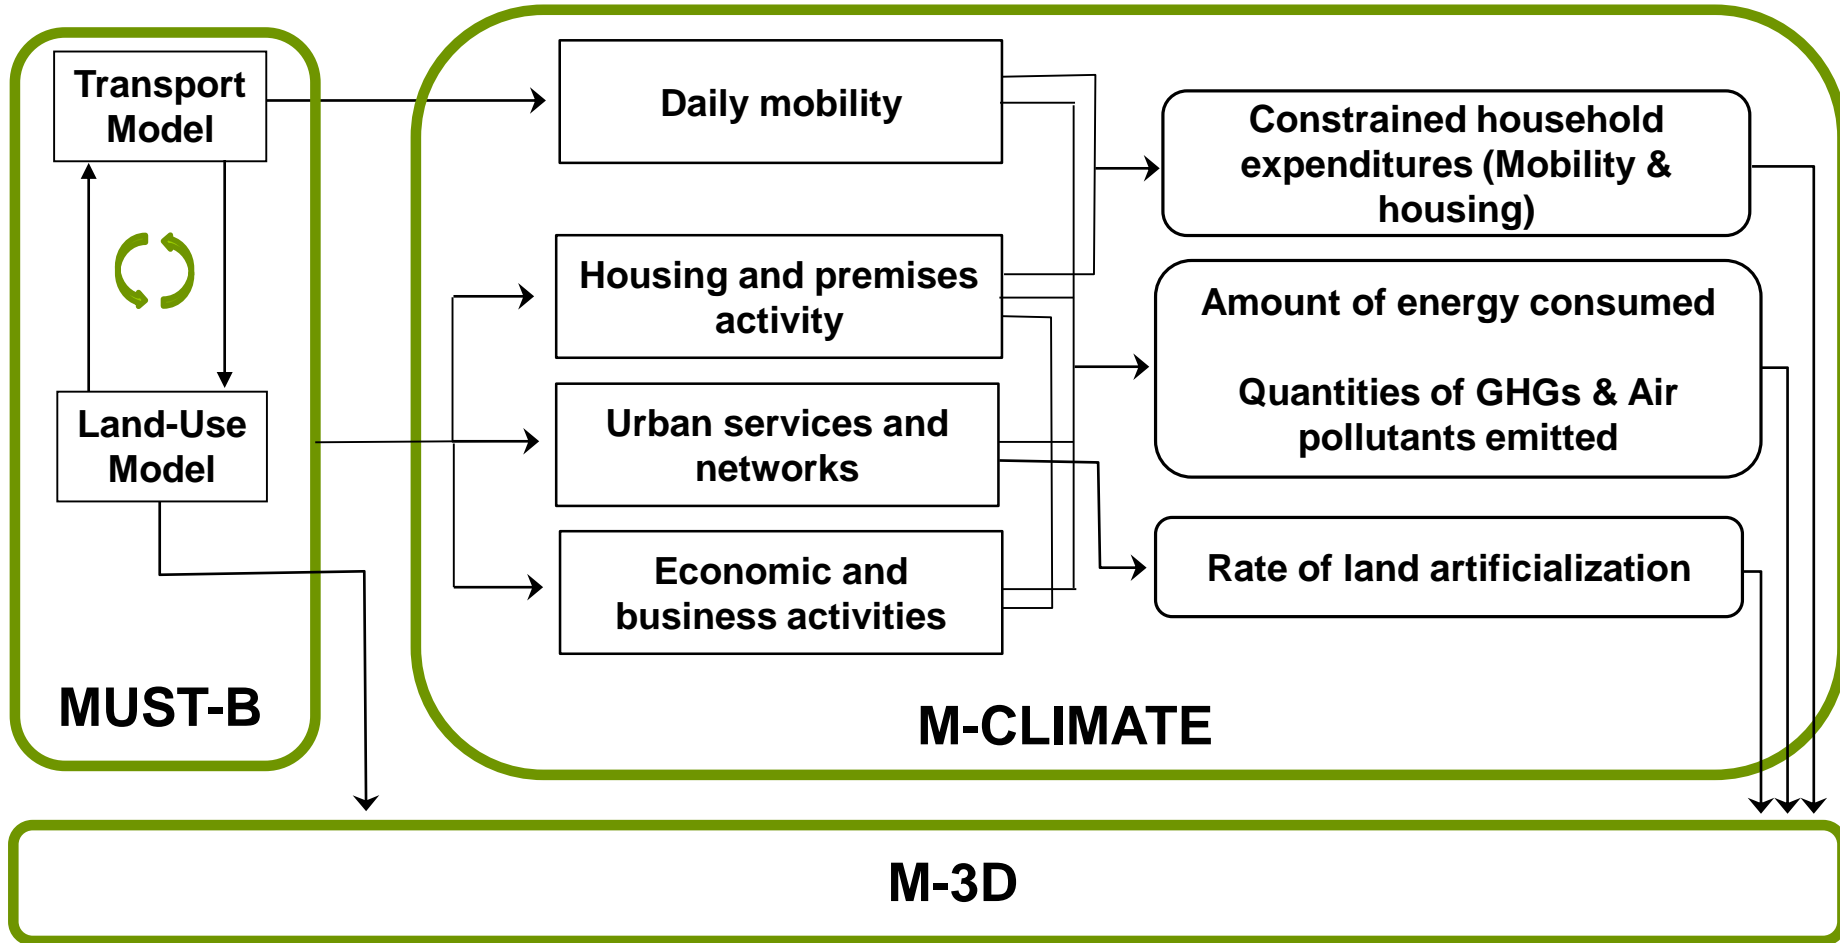 Transport
Model
Land-Use
Model
MUST-B
Daily mobility
Housing and premises
activity
Urban services and
networks
Economic and
business activities
Constrained household
expenditures (Mobility &
housing)
Amount of energy consumed
Quantities of GHGs & Air
pollutants emitted
Rate of land artificialization
M-CLIMATE
M-3D